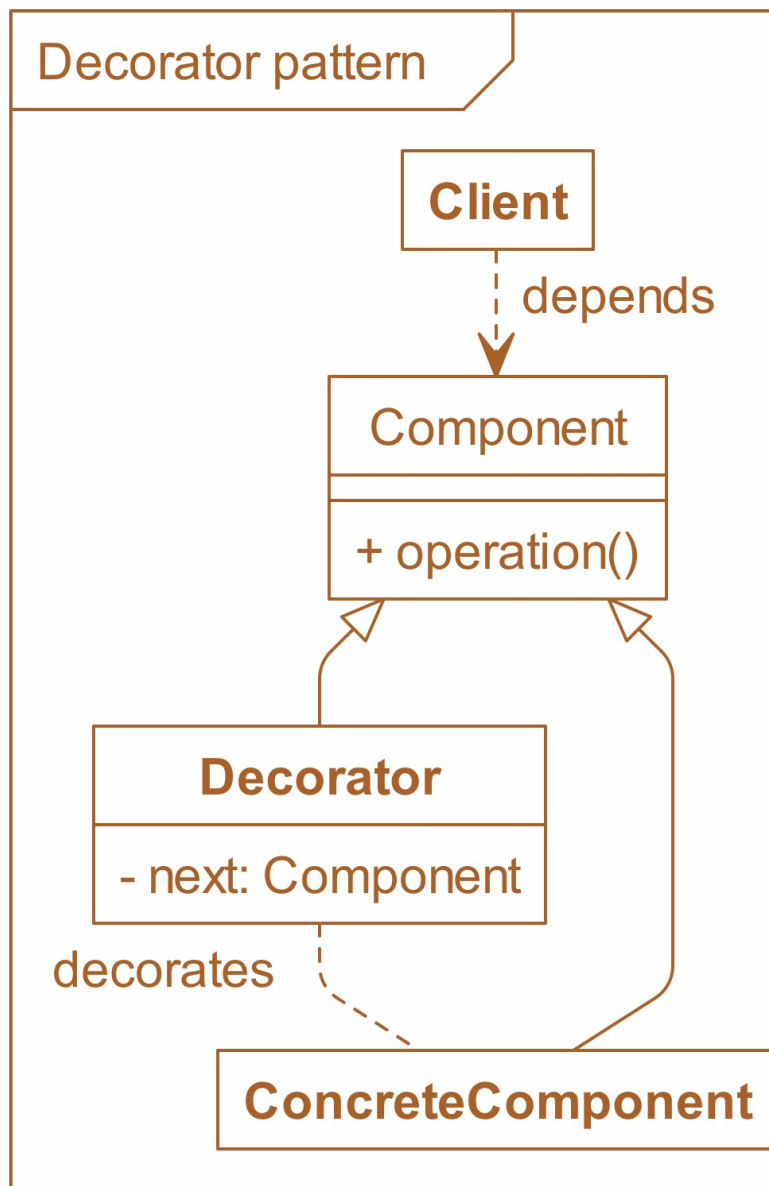 Decorator pattern
Client
depends
Component
+ operation()
Decorator
- next: Component
decorates
ConcreteComponent